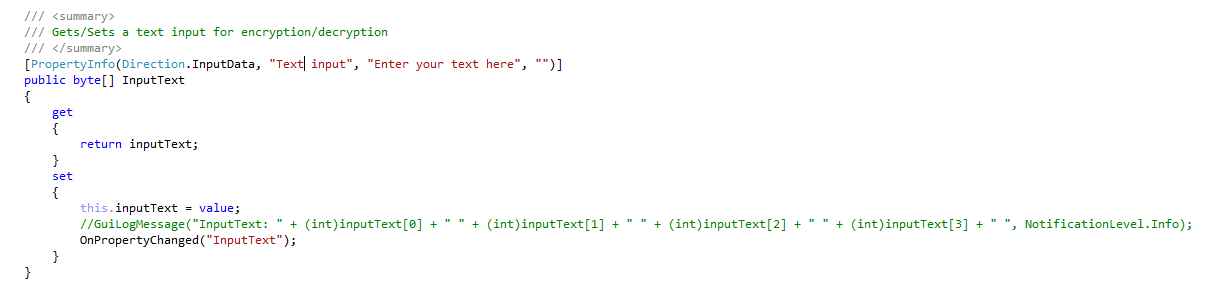 /// <summary>
/// Gets/Sets a text input for encryption/decryption
/// </summary>
[PropertyInfo(Direction.InputData, "Text input", "Enter your text here", "")]
public byte[] InputText
{
    get
    {
        return inputText;
    }
    set
    {
        this.inputText = value;
        //GuiLogMessage("InputText: " + (int)inputText[0] + " " + (int)inputText[1] + " " + (int)inputText[2] + " " + (int)inputText[3] + " ", NotificationLevel.Info);
        OnPropertyChanged("InputText");
    }
}